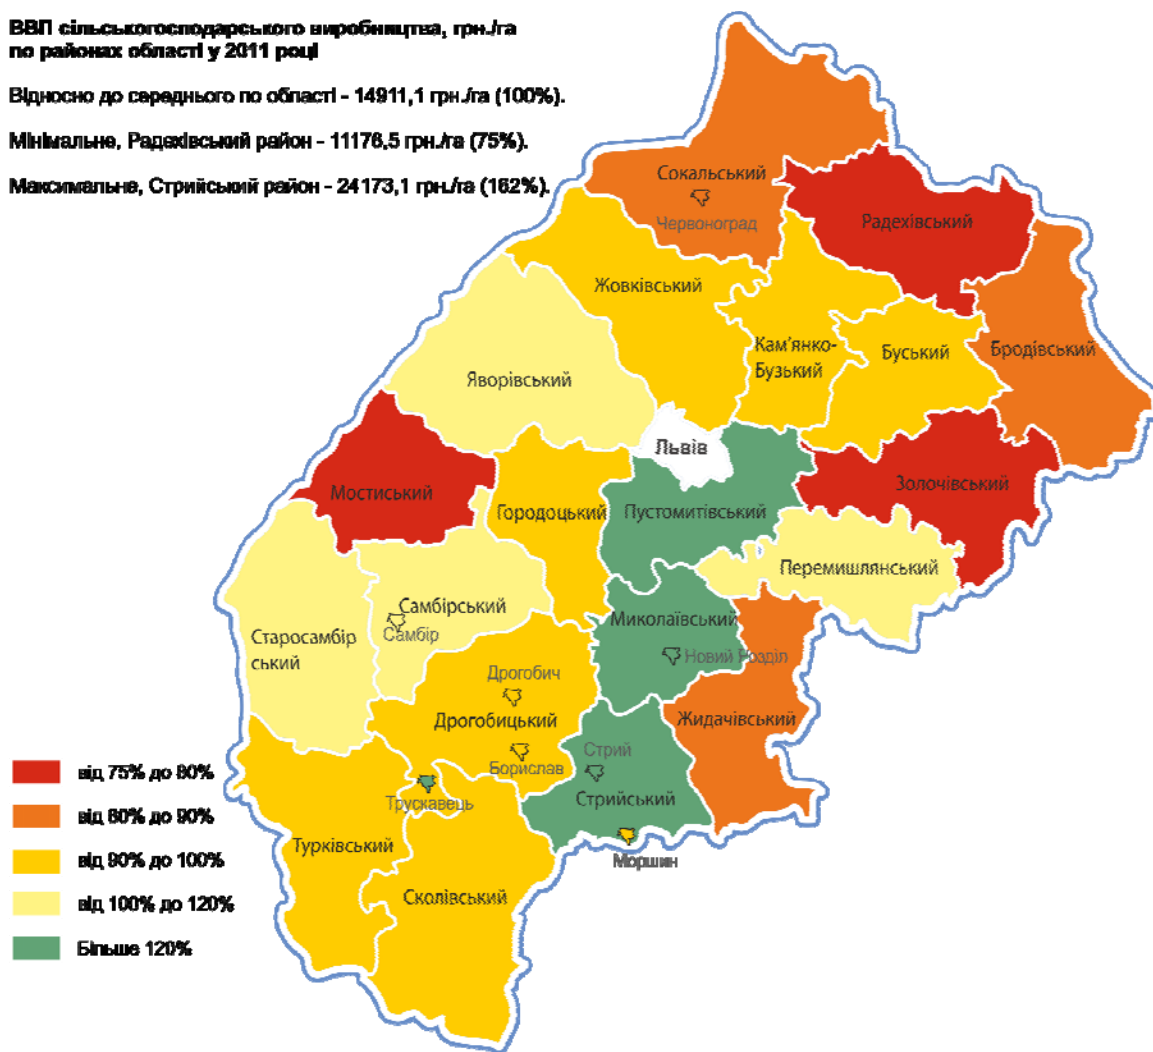 ВВП сільськогосподарського виробництва, грн./га
по районах області у 2011 році
Відносно до середнього по області - 14911,1 грн./га (100%).
Мінімальне, Радехівський район - 11176,5 грн./га (75%).
Максимальне, Стрийський район - 24173,1 грн./га (162%).
Сокальський
Червоноград
Радехівський
Жовківський
Кам'янко-
Бузький
Буський
Бродівський
Яворівський
Львів
Мостиський
Городоцький
Пустомитівський
Золочівський
Перемишлянський
Самбірський
Самбір
Миколаївський
Новий Розділ
Старосамбір
ський
Дрогобич
Дрогобицький
Жидачівський
Борислав
Стрий
Стрийський
Трускавець
Турківський
Моршин
Сколівський
від 75% до 80%
від 80% до 90%
від 90% до 100%
від 100% до 120%
Більше 120%